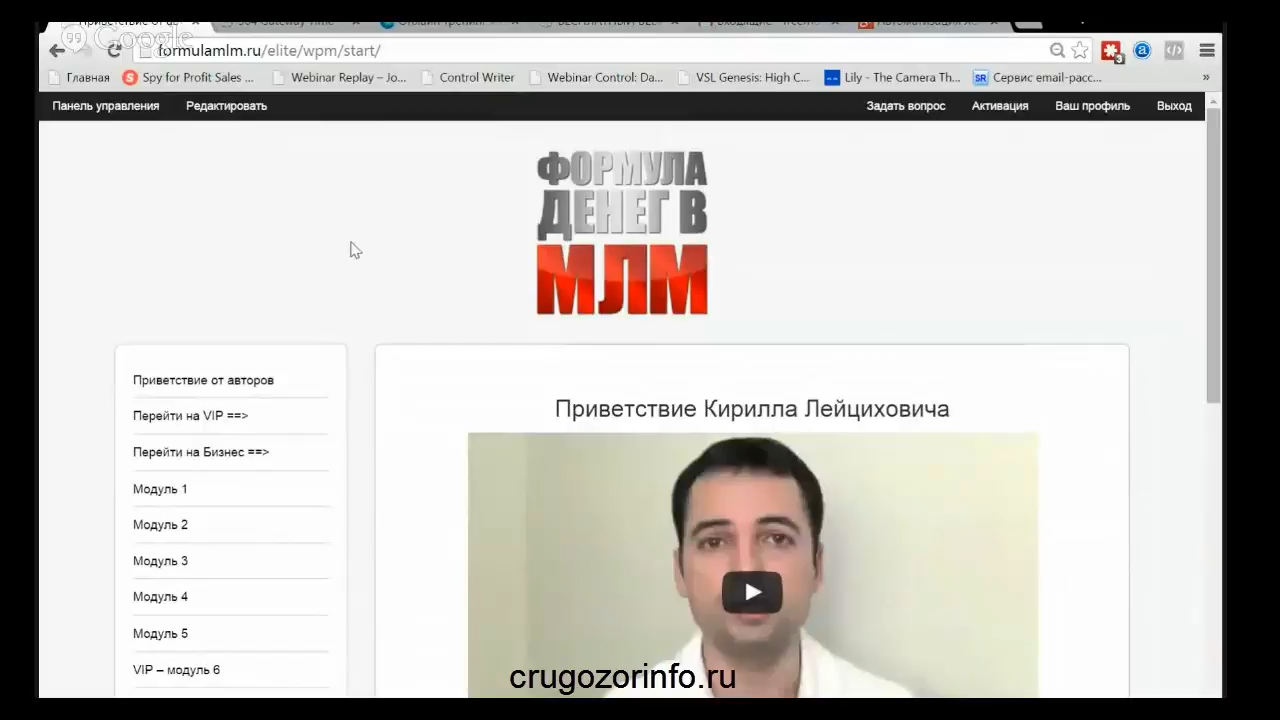 Google
formulamlm.ru/elite/wpm/start/
3
Главная
Spy for Profit Sales ...
Webinar Replay – Jo...
Control Writer
Webinar Control: Da...
VSL Genesis: High C...
Lily - The Camera Th...
SR
Сервис email-расс...
»
Панель управления
Редактировать
Задать вопрос
Активация
Ваш профиль
Выход
ФОРМУЛА
ДЕНЕГ В
МЛМ
Приветствие от авторов
Перейти на VIP ==>
Перейти на Бизнес ==>
Модуль 1
Модуль 2
Модуль 3
Модуль 4
Модуль 5
VIP – модуль 6
Приветствие Кирилла Лейциховича
crugozorinfo.ru